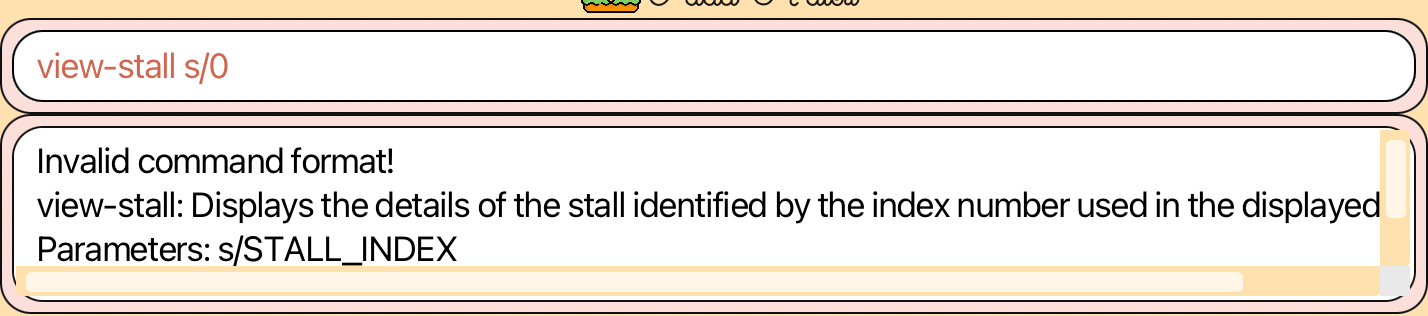 view-stall s/0
Invalid command format!
view-stall: Displays the details of the stall identified by the index number used in the displayed
Parameters: s/STALL_INDEX